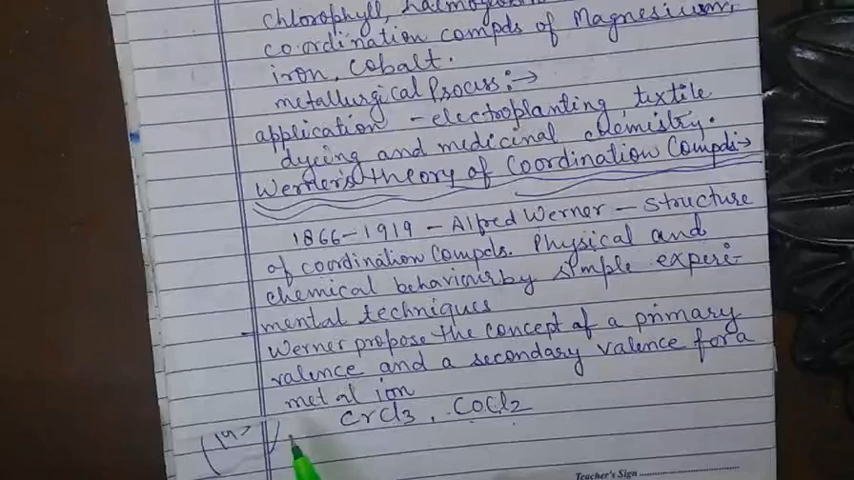 chlorophyll, haemoglobin
coordination compds of Magnesium,
iron, cobalt.
metallurgical Process:→
application - electroplanting, textile
dyeing and medicinal chemistry.
Werner's theory of Coordination Compds→
1866-1919 - Alfred Werner - Structure
of coordination Compds. Physical and
chemical behaviours by simple experi-
mental techniques
Werner propose the concept of a primary
valence and a secondary valence for a
metal ion
CrCl3, COCl2
Teacher's Sign